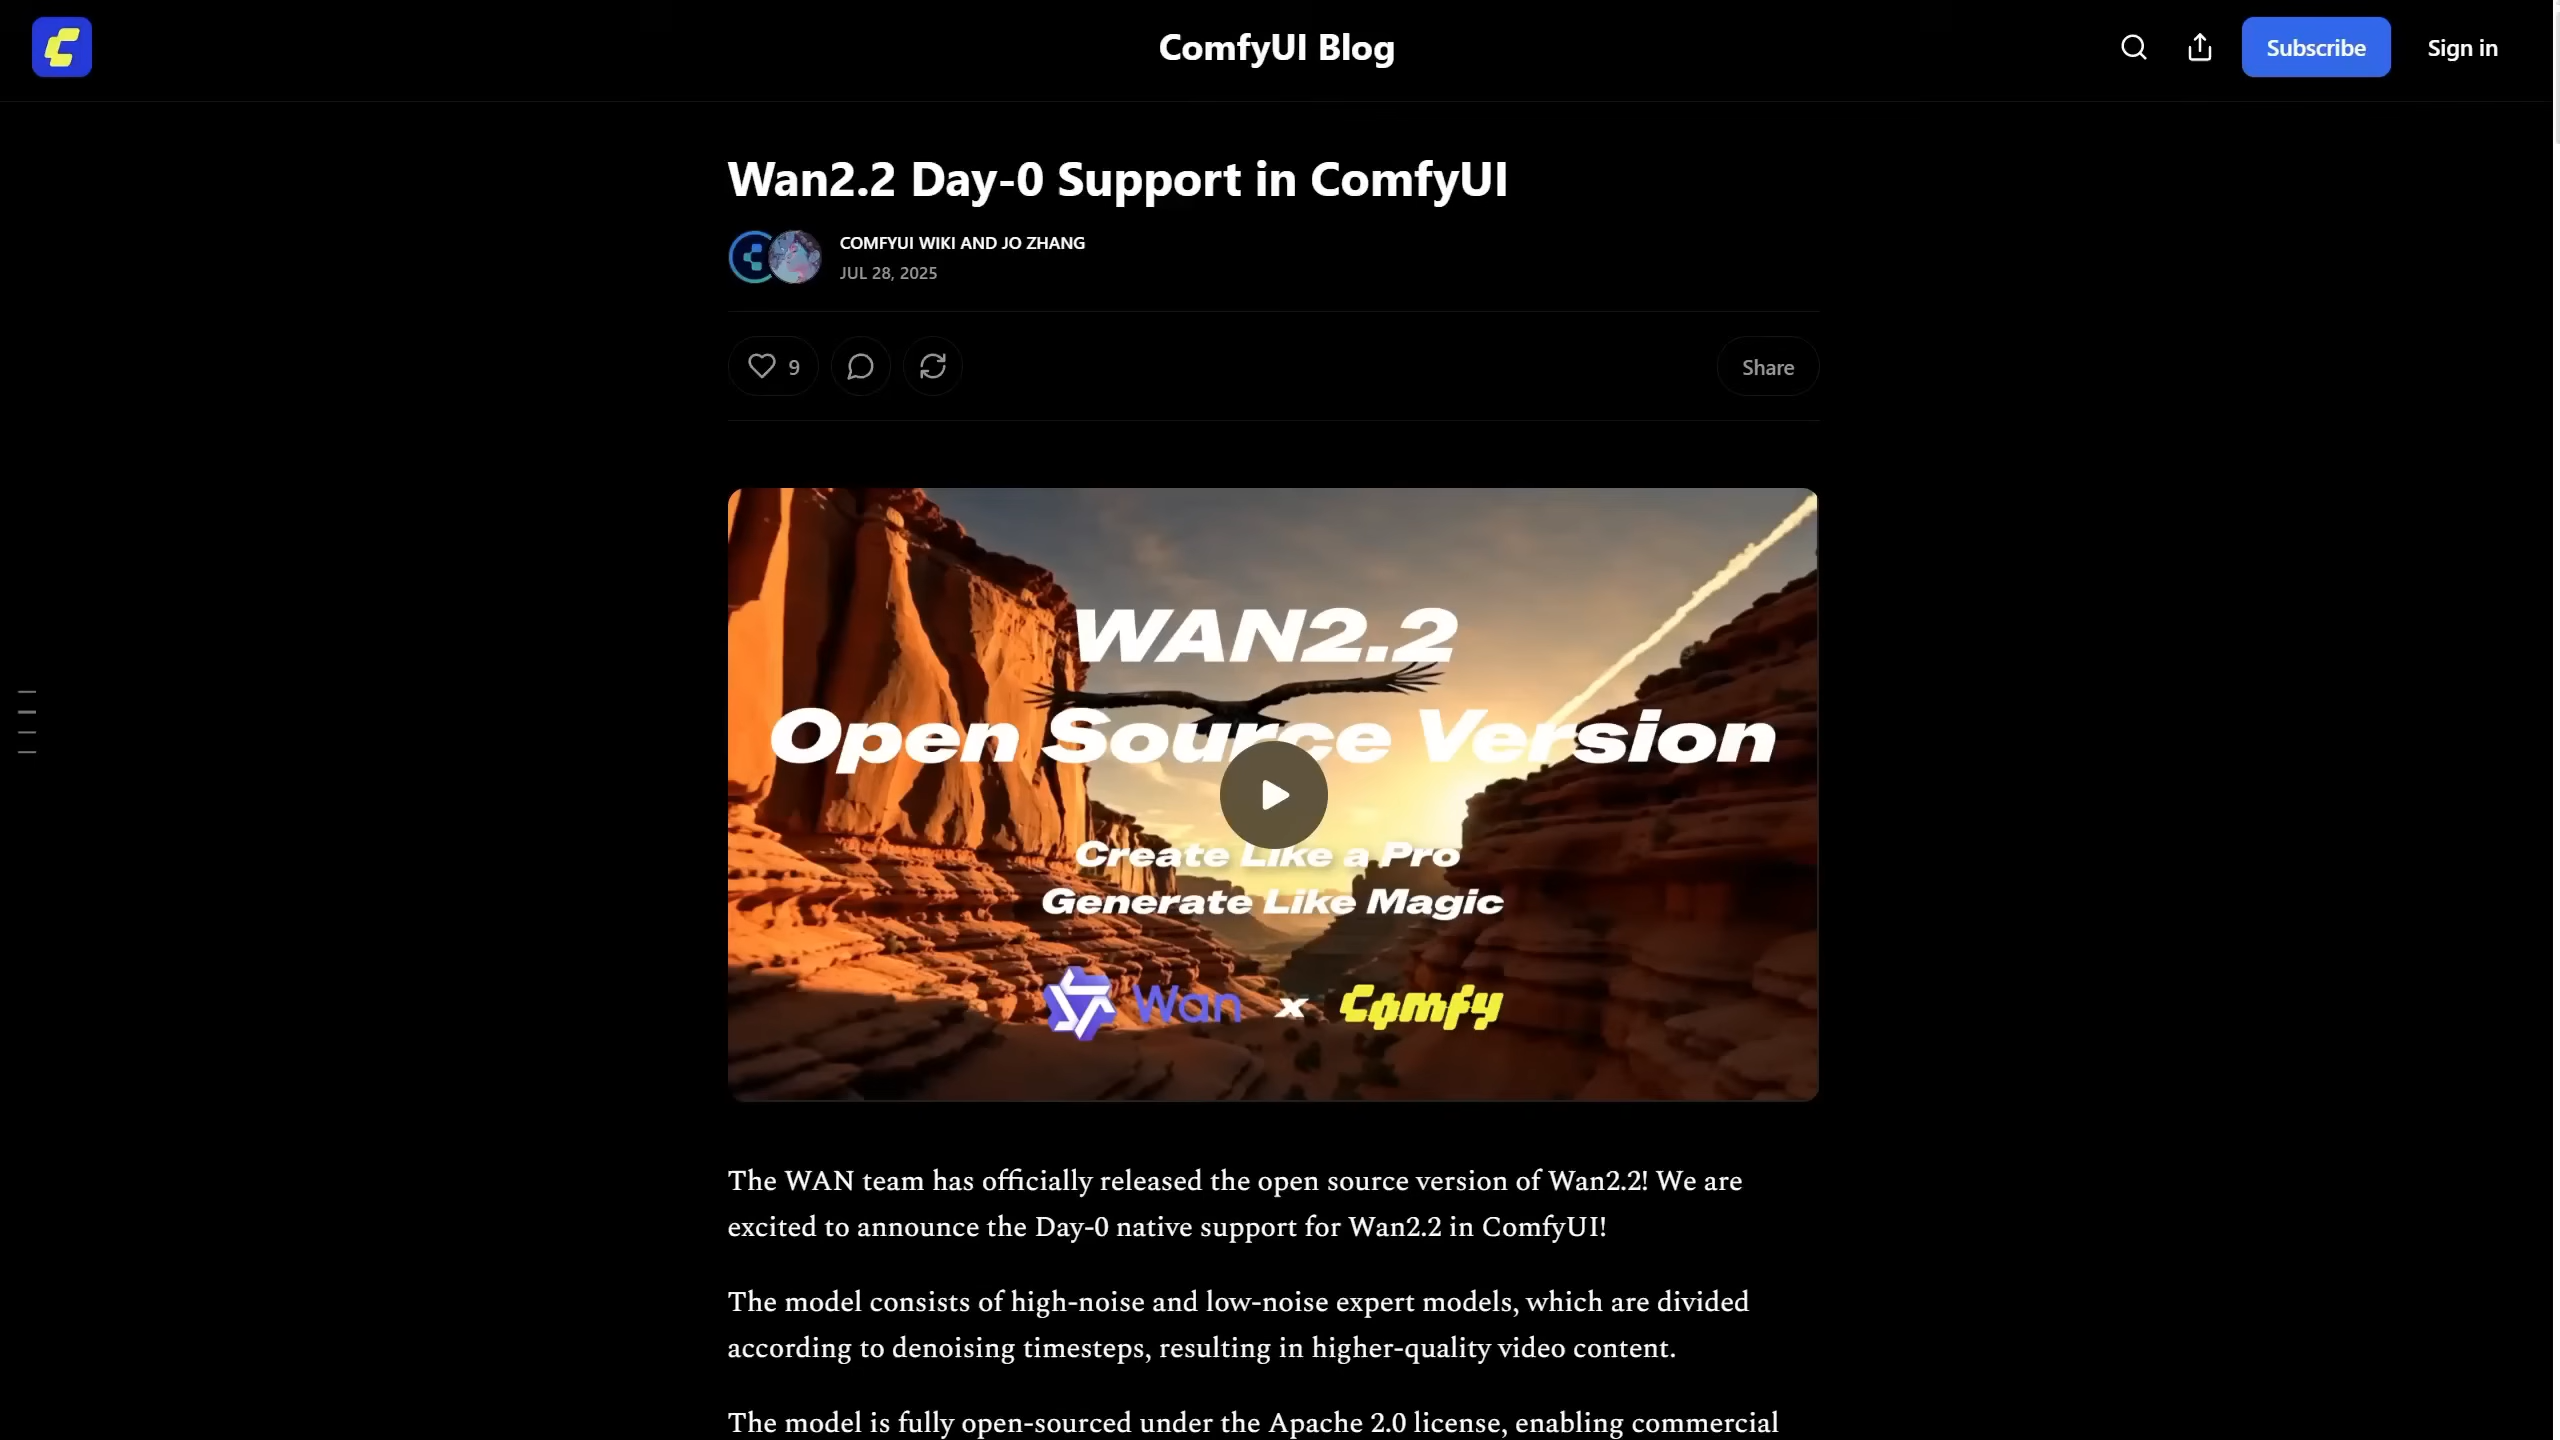 ComfyUI Blog
Subscribe
Sign in
Wan2.2 Day-0 Support in ComfyUI
COMFYUI WIKI AND JO ZHANG
JUL 28, 2025
9
Share
WAN2.2
Open Source Version
Create Like a Pro
Generate Like Magic
Wan x Comfy
The WAN team has officially released the open source version of Wan2.2! We are
excited to announce the Day-0 native support for Wan2.2 in ComfyUI!
The model consists of high-noise and low-noise expert models, which are divided
according to denoising timesteps, resulting in higher-quality video content.
The model is fully open-sourced under the Apache 2.0 license, enabling commercial